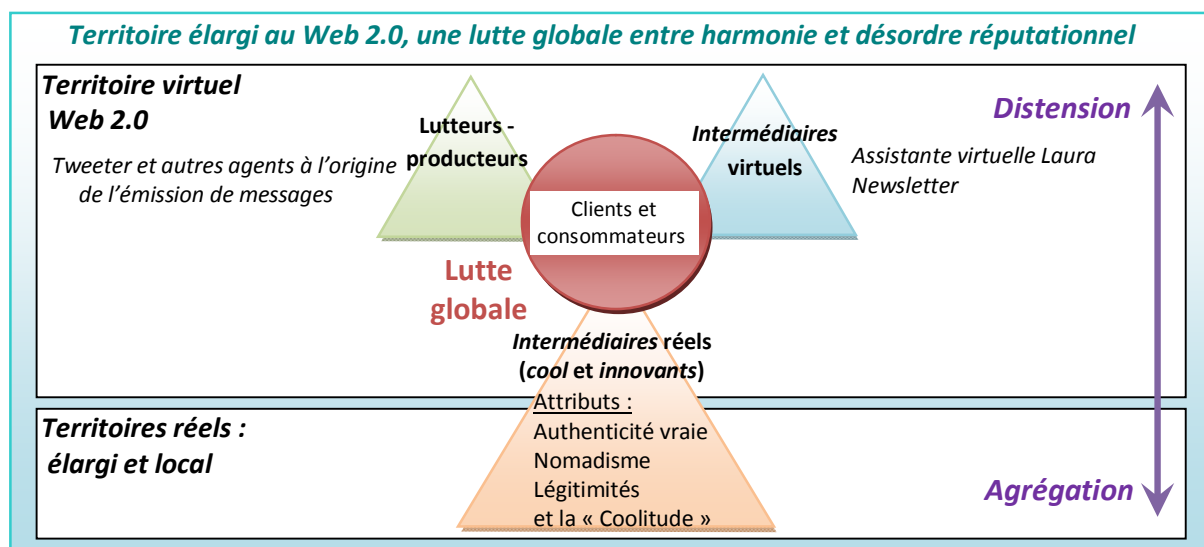 Territoire élargi au Web 2.0, une lutte globale entre harmonie et désordre réputationnel
Territoire virtuel
Web 2.0
Tweeter et autres agents à l’origine
de l’émission de messages
Lutteurs -
producteurs
Intermédiaires
virtuels
Assistante virtuelle Laura
Newsletter
Distension
Clients et
consommateurs
Lutte
globale
Intermédiaires réels
(cool et innovants)
Attributs :
Authenticité vraie
Nomadisme
Légitimités
et la « Coolitude »
Territoires réels :
élargi et local
Agrégation